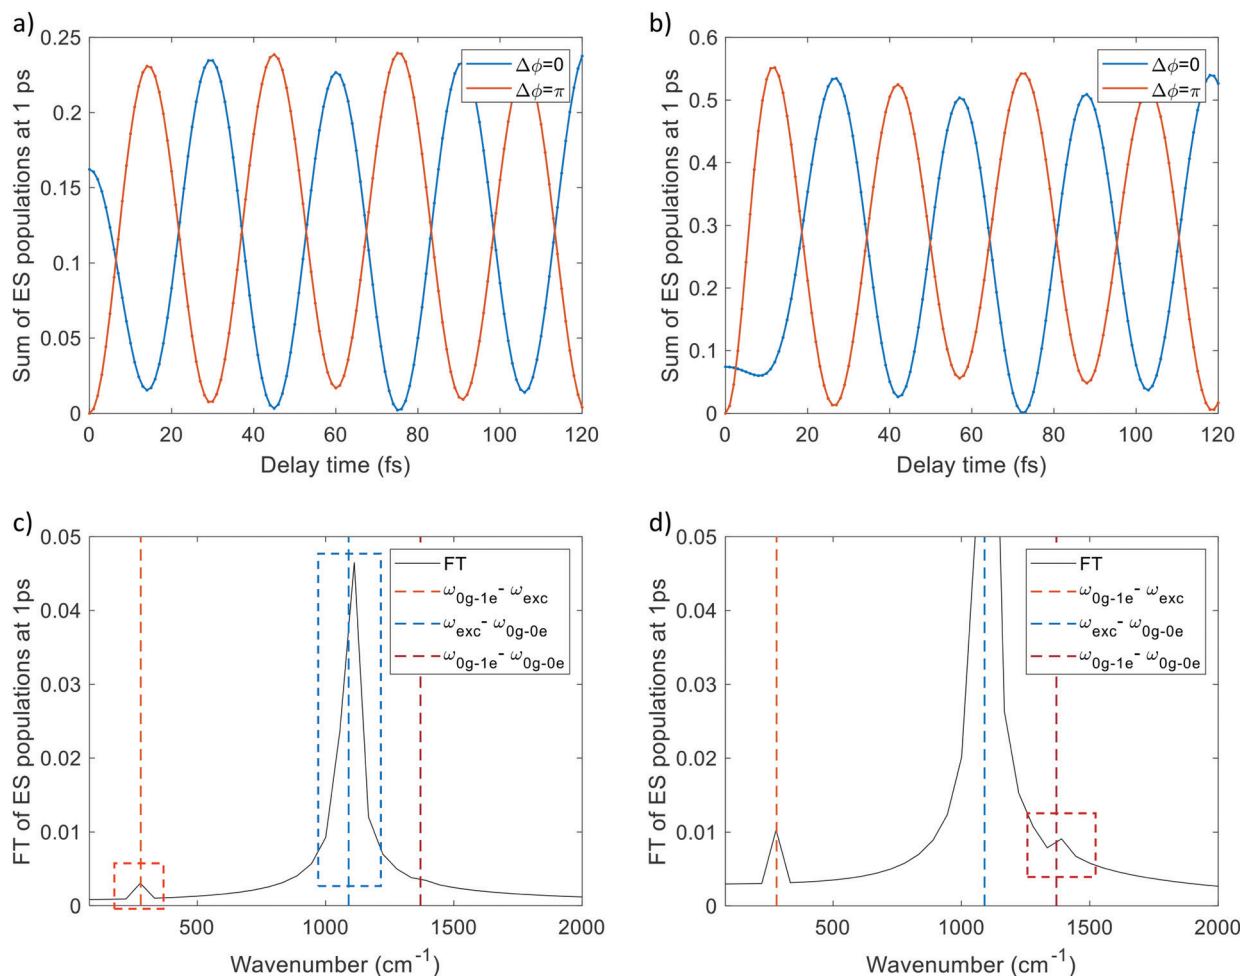 a)
Sum of ES populations at 1 ps
0.25
0.2
0.15
0.1
0.05
0
0 20 40 60 80 100 120
Delay time (fs)
Δϕ=0
Δϕ=π
b)
Sum of ES populations at 1 ps
0.6
0.5
0.4
0.3
0.2
0.1
0
0 20 40 60 80 100 120
Delay time (fs)
Δϕ=0
Δϕ=π
c)
FT of ES populations at 1ps
0.05
0.04
0.03
0.02
0.01
0
500 1000 1500 2000
Wavenumber (cm⁻¹)
FT
ω0g-1e- ωexc
ωexc- ω0g-0e
ω0g-1e- ω0g-0e
d)
FT of ES populations at 1ps
0.05
0.04
0.03
0.02
0.01
0
500 1000 1500 2000
Wavenumber (cm⁻¹)
FT
ω0g-1e- ωexc
ωexc- ω0g-0e
ω0g-1e- ω0g-0e